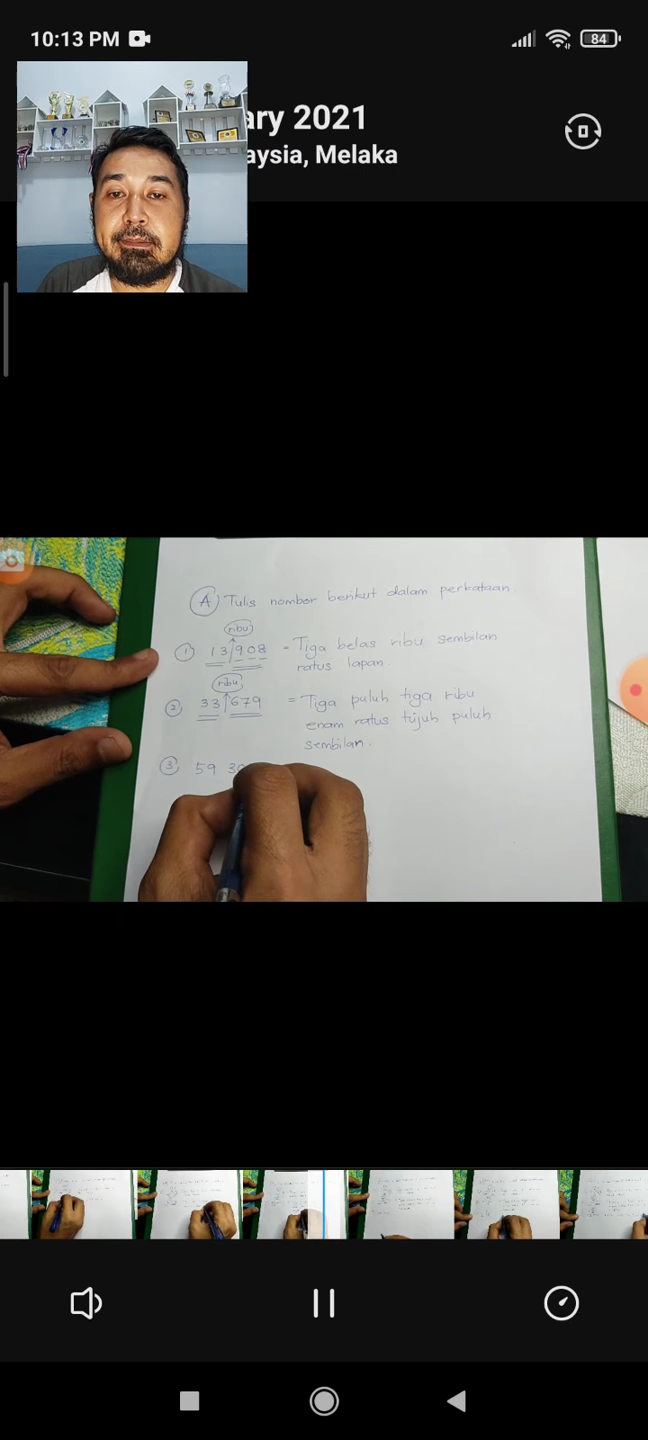 10:13 PM
84
ary 2021
aysia, Melaka
A Tulis nombor berikut dalam perkataan
ribu
1 13/908 = Tiga belas ribu sembilan
ratus lapan.
ribu
2 33 679 = Tiga puluh tiga ribu
enam ratus tujuh puluh
sembilan.
3 59